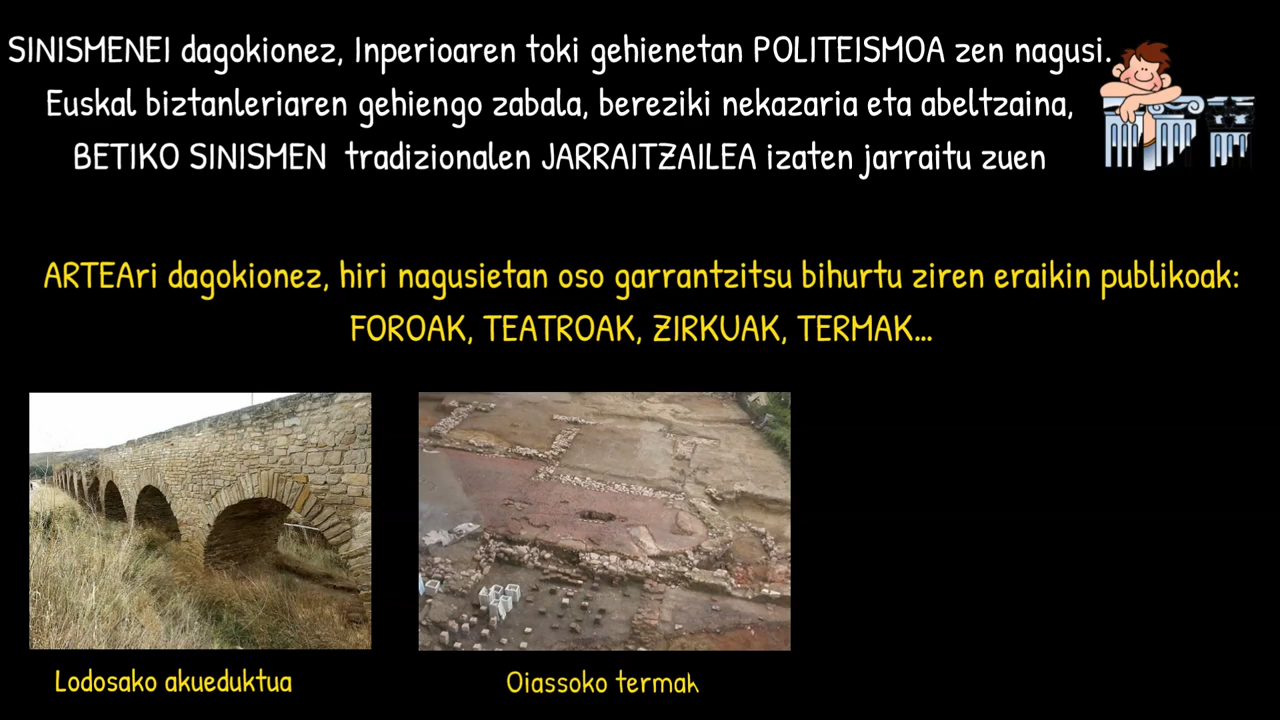 SINISMENEI dagokionez, Inperioaren toki gehienetan POLITEISMOA zen nagusi.
Euskal biztanleriaren gehiengo zabala, bereziki nekazaria eta abeltzaina,
BETIKO SINISMEN tradizionalen JARRAITZAILEA izaten jarraitu zuen
ARTEAri dagokionez, hiri nagusietan oso garrantzitsu bihurtu ziren eraikin publikoak:
FOROAK, TEATROAK, ZIRKUAK, TERMAK...
Lodosako akueduktua
Oiassoko termak